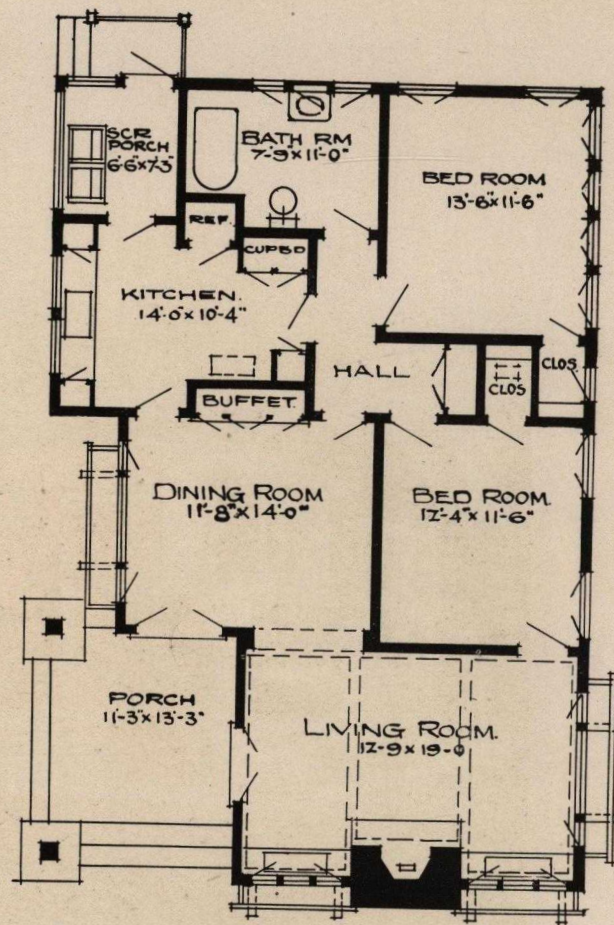 SCR
PORCH
6'-6"x7'-3"
BATH RM
7'-9"x11'-0"
BED ROOM
13'-6"x11'-6"
REF.
CUPBD
KITCHEN.
14'-0"x10'-4"
HALL
CLOS
CLOS.
BUFFET.
DINING ROOM
11'-8"x14'-0"
BED ROOM.
12'-4"x11'-6"
PORCH
11'-3"x13'-3"
LIVING ROOM.
12-9x19-0